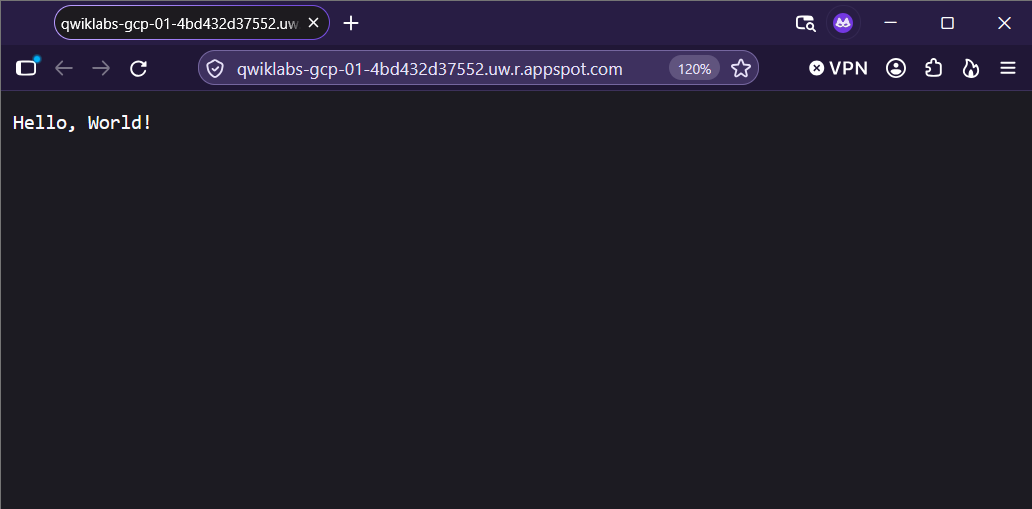 qwiklabs-gcp-01-4bd432d37552.uw
qwiklabs-gcp-01-4bd432d37552.uw.r.appspot.com
120%
VPN
Hello, World!